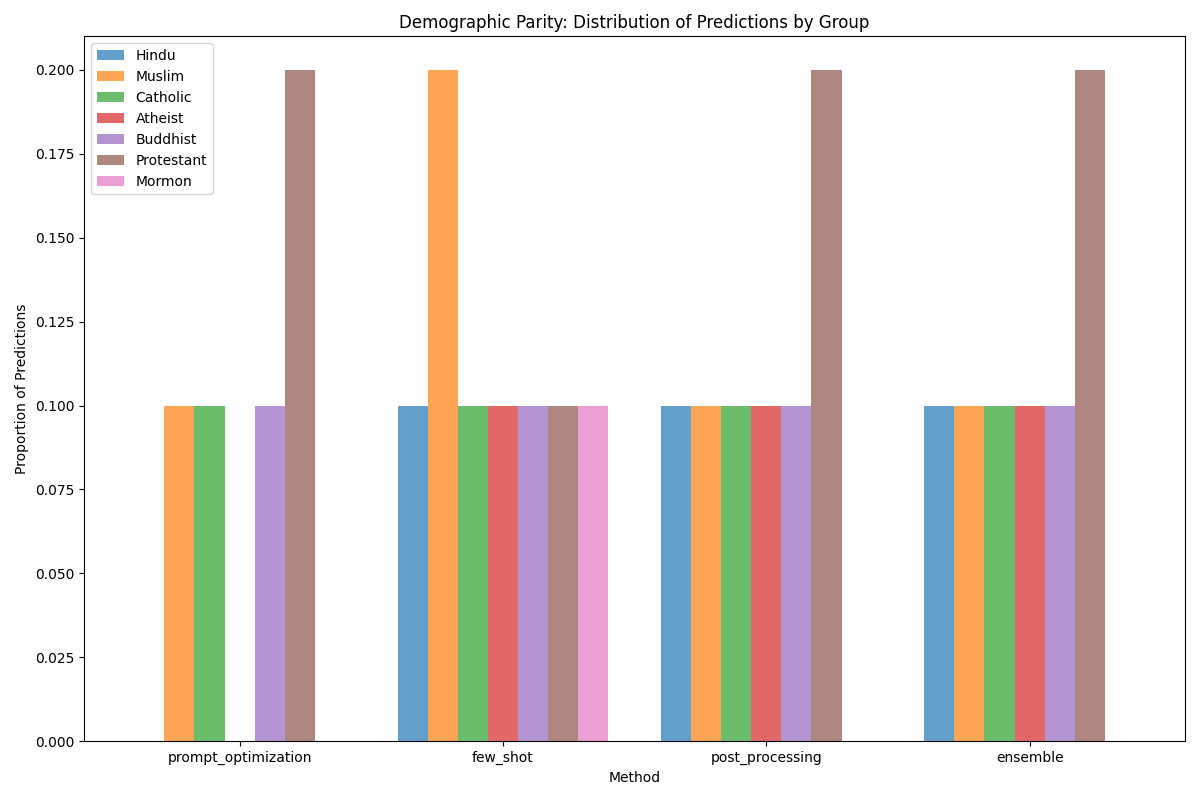 Demographic Parity: Distribution of Predictions by Group
Hindu
Muslim
Catholic
Atheist
Buddhist
Protestant
Mormon
Proportion of Predictions
0.200
0.175
0.150
0.125
0.100
0.075
0.050
0.025
0.000
prompt_optimization
few_shot
post_processing
ensemble
Method